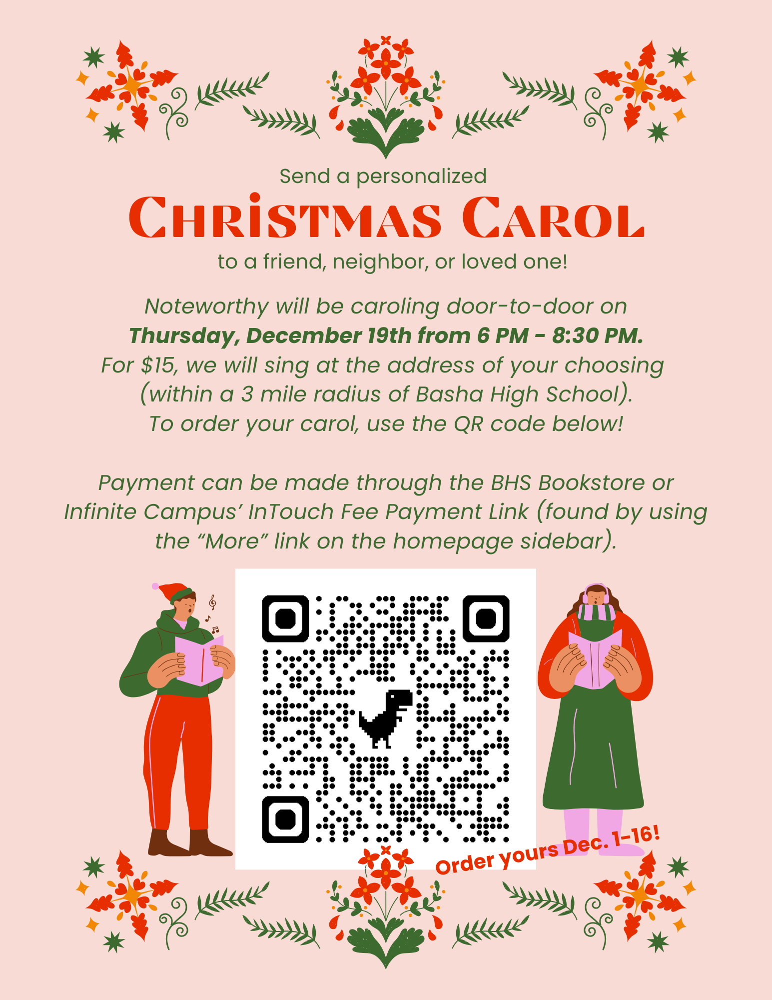 Send a personalized
CHRiSTMAS CAROL
to a friend, neighbor, or loved one!
Noteworthy will be caroling door-to-door on
Thursday, December 19th from 6 PM - 8:30 PM.
For $15, we will sing at the address of your choosing
(within a 3 mile radius of Basha High School).
To order your carol, use the QR code below!
Payment can be made through the BHS Bookstore or
Infinite Campus’ InTouch Fee Payment Link (found by using
the “More” link on the homepage sidebar).
Order yours Dec. 1-16!